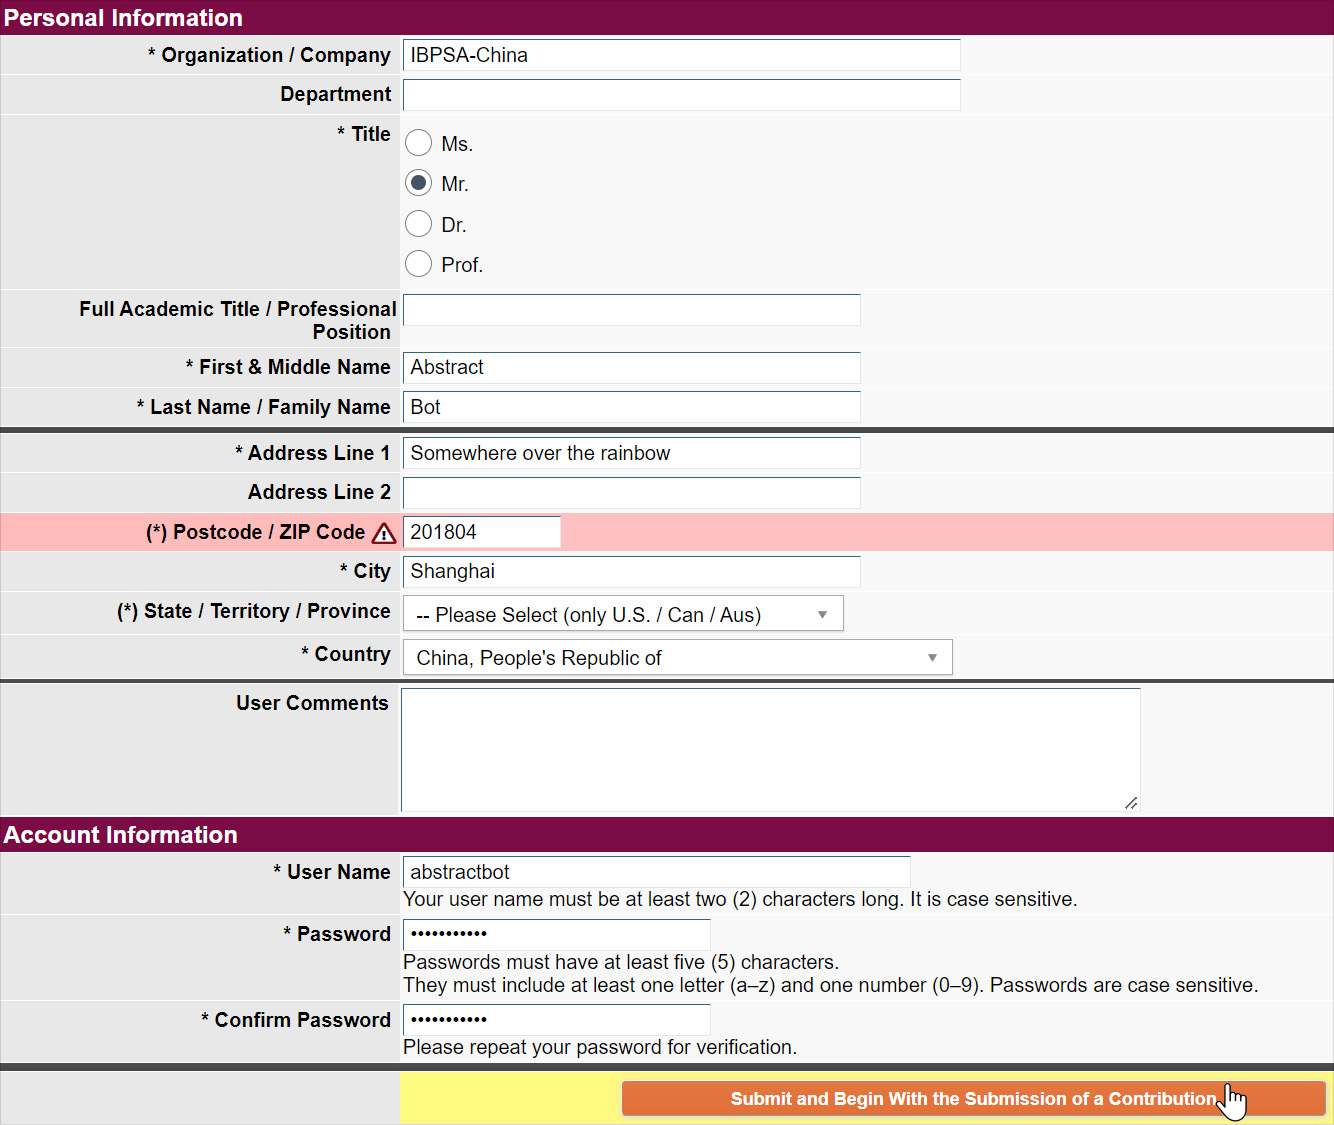 Personal Information
* Organization / Company IBPSA-China
Department
* Title
Ms.
Mr.
Dr.
Prof.
Full Academic Title / Professional
Position
* First & Middle Name Abstract
* Last Name / Family Name Bot
* Address Line 1 Somewhere over the rainbow
Address Line 2
(*) Postcode / ZIP Code 201804
* City Shanghai
(*) State / Territory / Province -- Please Select (only U.S. / Can / Aus)
* Country China, People's Republic of
User Comments
Account Information
* User Name abstractbot
Your user name must be at least two (2) characters long. It is case sensitive.
* Password •••••••••••
Passwords must have at least five (5) characters.
They must include at least one letter (a–z) and one number (0–9). Passwords are case sensitive.
* Confirm Password •••••••••••
Please repeat your password for verification.
Submit and Begin With the Submission of a Contribution